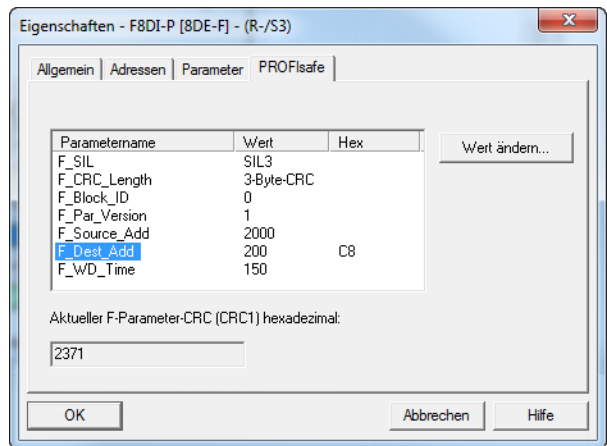 Eigenschaften - F8DI-P [8DE-F] - (R-/S3)
Allgemein Adressen Parameter PROFIsafe
Parametername Wert Hex
F_SIL SIL3
F_CRC_Length 3-Byte-CRC
F_Block_ID 0
F_Par_Version 1
F_Source_Add 2000
F_Dest_Add 200 C8
F_WD_Time 150
Wert ändern...
Aktueller F-Parameter-CRC (CRC1) hexadezimal:
2371
OK Abbrechen Hilfe